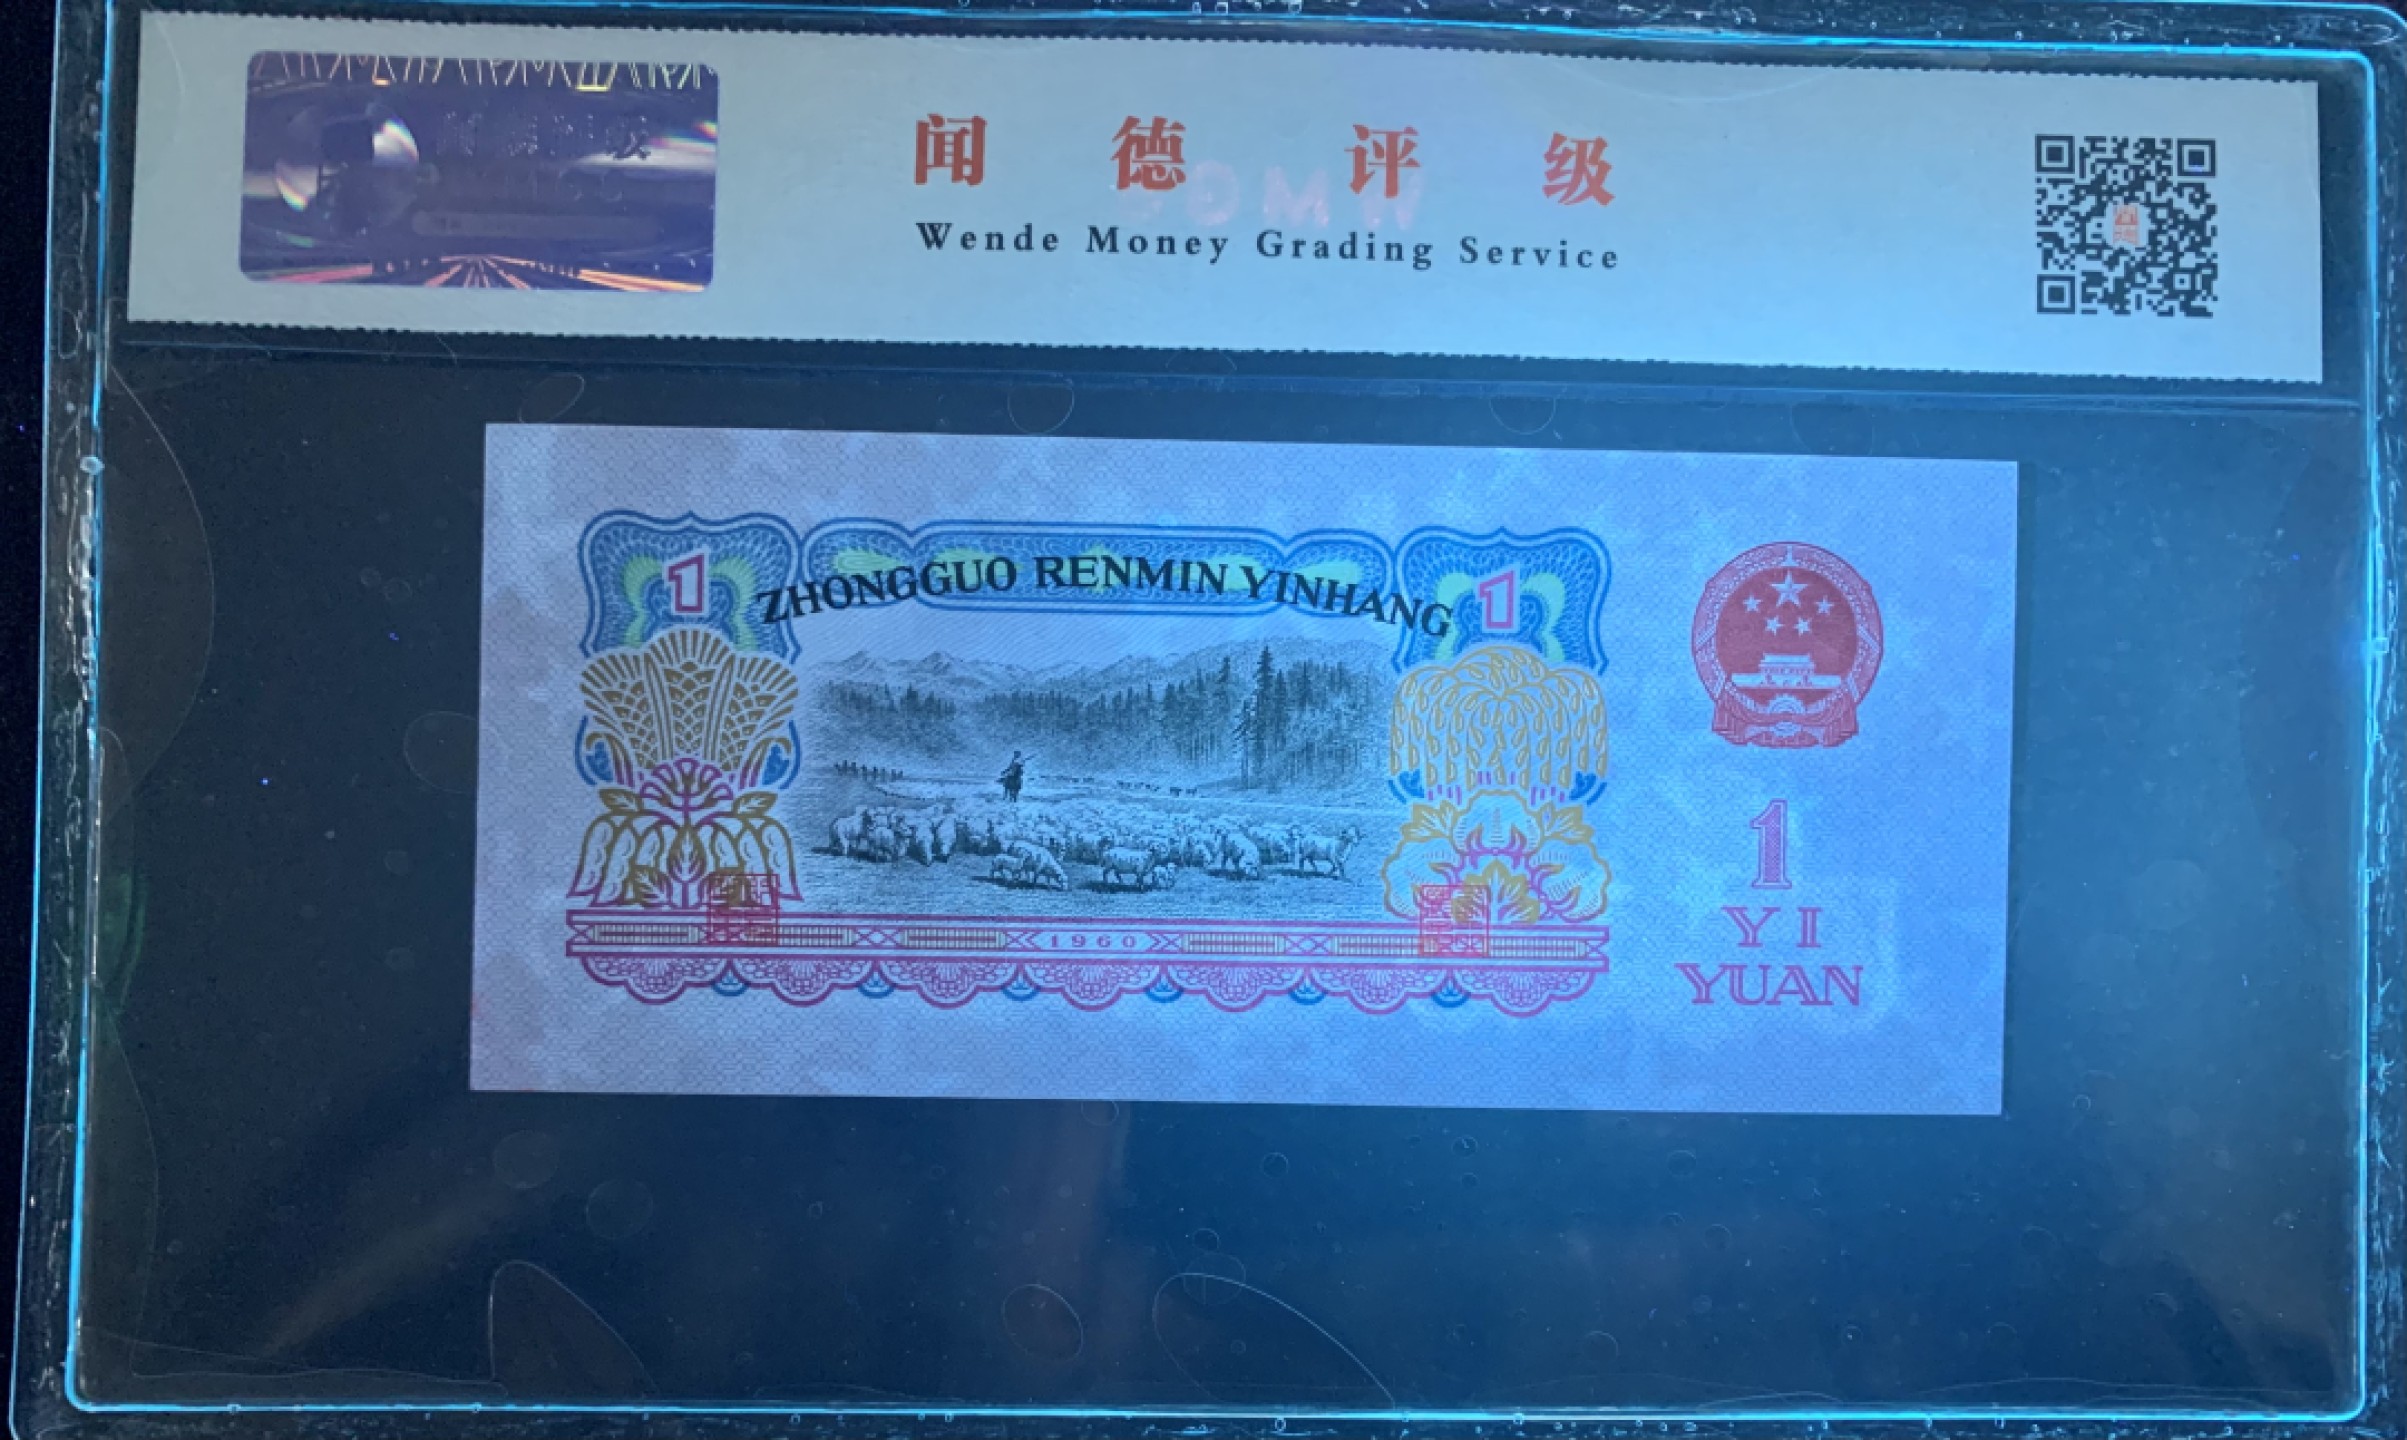 闻德评级
Wende Money Grading Service
ZHONGGUO RENMIN YINHANG
1
1
1960
1
YI
YUAN